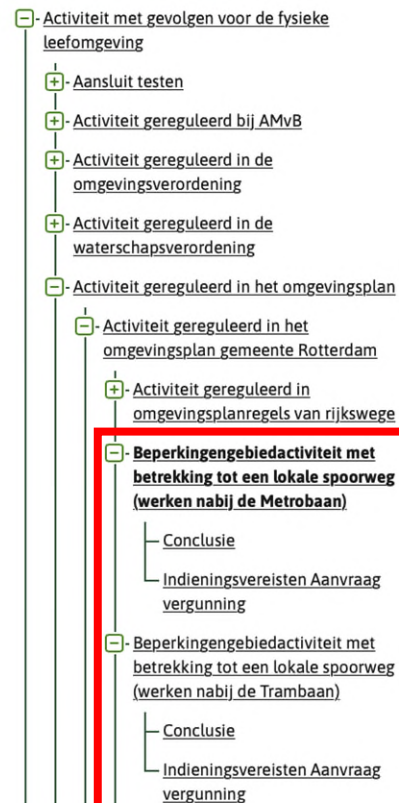 Activiteit met gevolgen voor de fysieke
leefomgeving
Aansluit testen
Activiteit gereguleerd bij AMvB
Activiteit gereguleerd in de
omgevingsverordening
Activiteit gereguleerd in de
waterschapsverordening
Activiteit gereguleerd in het omgevingsplan
Activiteit gereguleerd in het
omgevingsplan gemeente Rotterdam
Activiteit gereguleerd in
omgevingsplanregels van rijkswege
Beperkingengebiedactiviteit met
betrekking tot een lokale spoorweg
(werken nabij de Metrobaan)
Conclusie
Indieningsvereisten Aanvraag
vergunning
Beperkingengebiedactiviteit met
betrekking tot een lokale spoorweg
(werken nabij de Trambaan)
Conclusie
Indieningsvereisten Aanvraag
vergunning